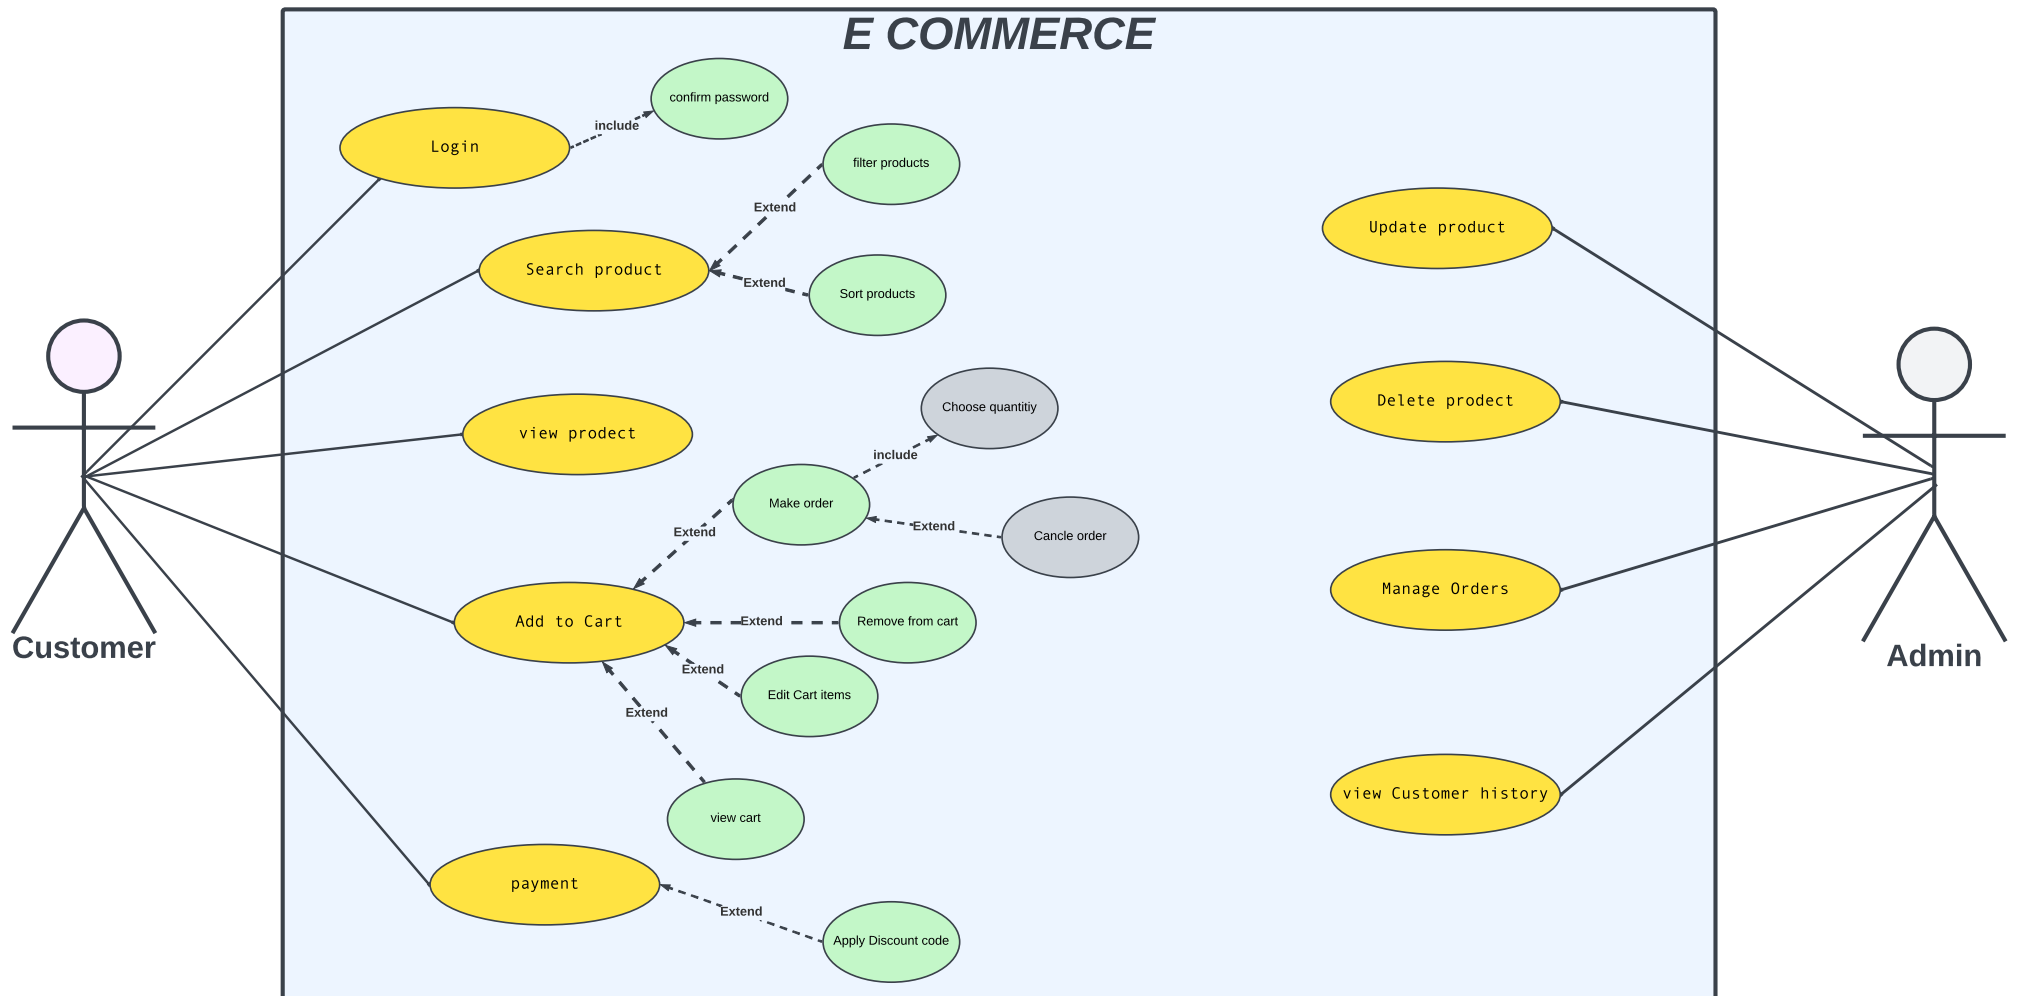 E COMMERCE
confirm password
include
Login
filter products
Extend
Search product
Extend
Sort products
Update product
Choose quantitiy
Delete prodect
view prodect
include
Make order
Extend
Extend
Cancle order
Manage Orders
Add to Cart
Extend
Remove from cart
Customer
Admin
Extend
Edit Cart items
Extend
view Customer history
view cart
payment
Extend
Apply Discount code